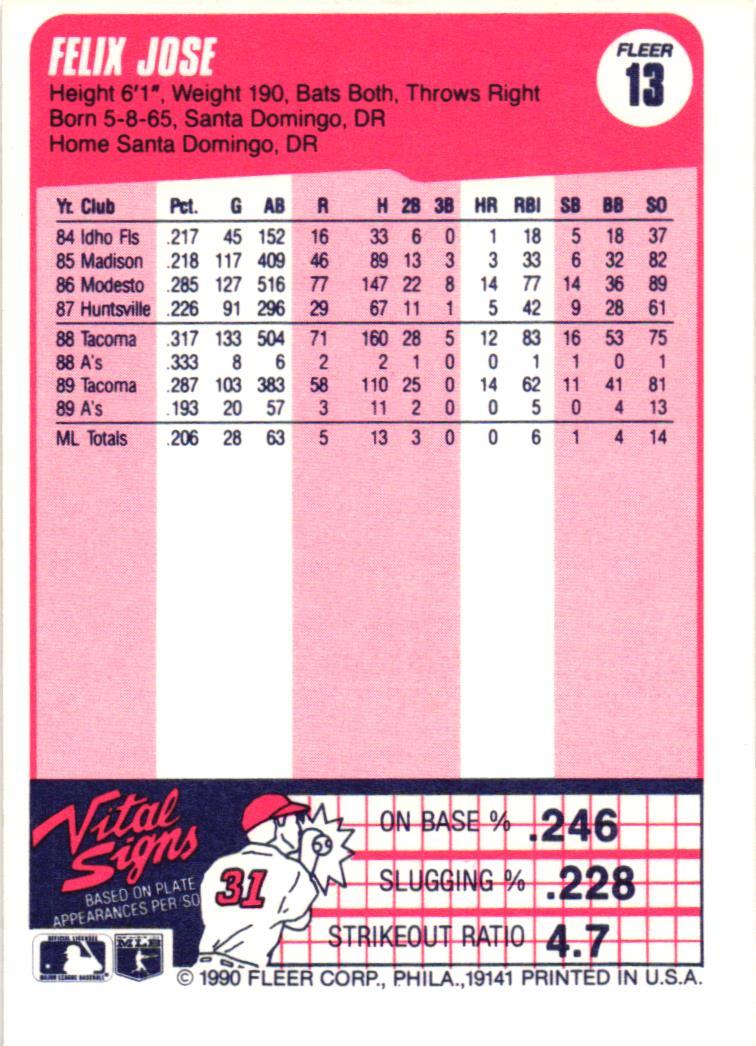 FELIX JOSE
FLEER
13
Height 6'1", Weight 190, Bats Both, Throws Right
Born 5-8-65, Santa Domingo, DR
Home Santa Domingo, DR
Yr. Club Pct. G AB R H 2B 3B HR RBI SB BB SO
84 Idho Fls .217 45 152 16 33 6 0 1 18 5 18 37
85 Madison .218 117 409 46 89 13 3 3 33 6 32 82
86 Modesto .285 127 516 77 147 22 8 14 77 14 36 89
87 Huntsville .226 91 296 29 67 11 1 5 42 9 28 61
88 Tacoma .317 133 504 71 160 28 5 12 83 16 53 75
88 A's .333 8 6 2 2 1 0 0 1 1 0 1
89 Tacoma .287 103 383 58 110 25 0 14 62 11 41 81
89 A's .193 20 57 3 11 2 0 0 5 0 4 13
ML Totals .206 28 63 5 13 3 0 0 6 1 4 14
Vital
Signs
BASED ON PLATE
APPEARANCES PER/SO
31
ON BASE % .246
SLUGGING % .228
STRIKEOUT RATIO 4.7
OFFICIAL LICENSEE
MAJOR LEAGUE BASEBALL
MLB
© 1990 FLEER CORP., PHILA.,19141 PRINTED IN U.S.A.